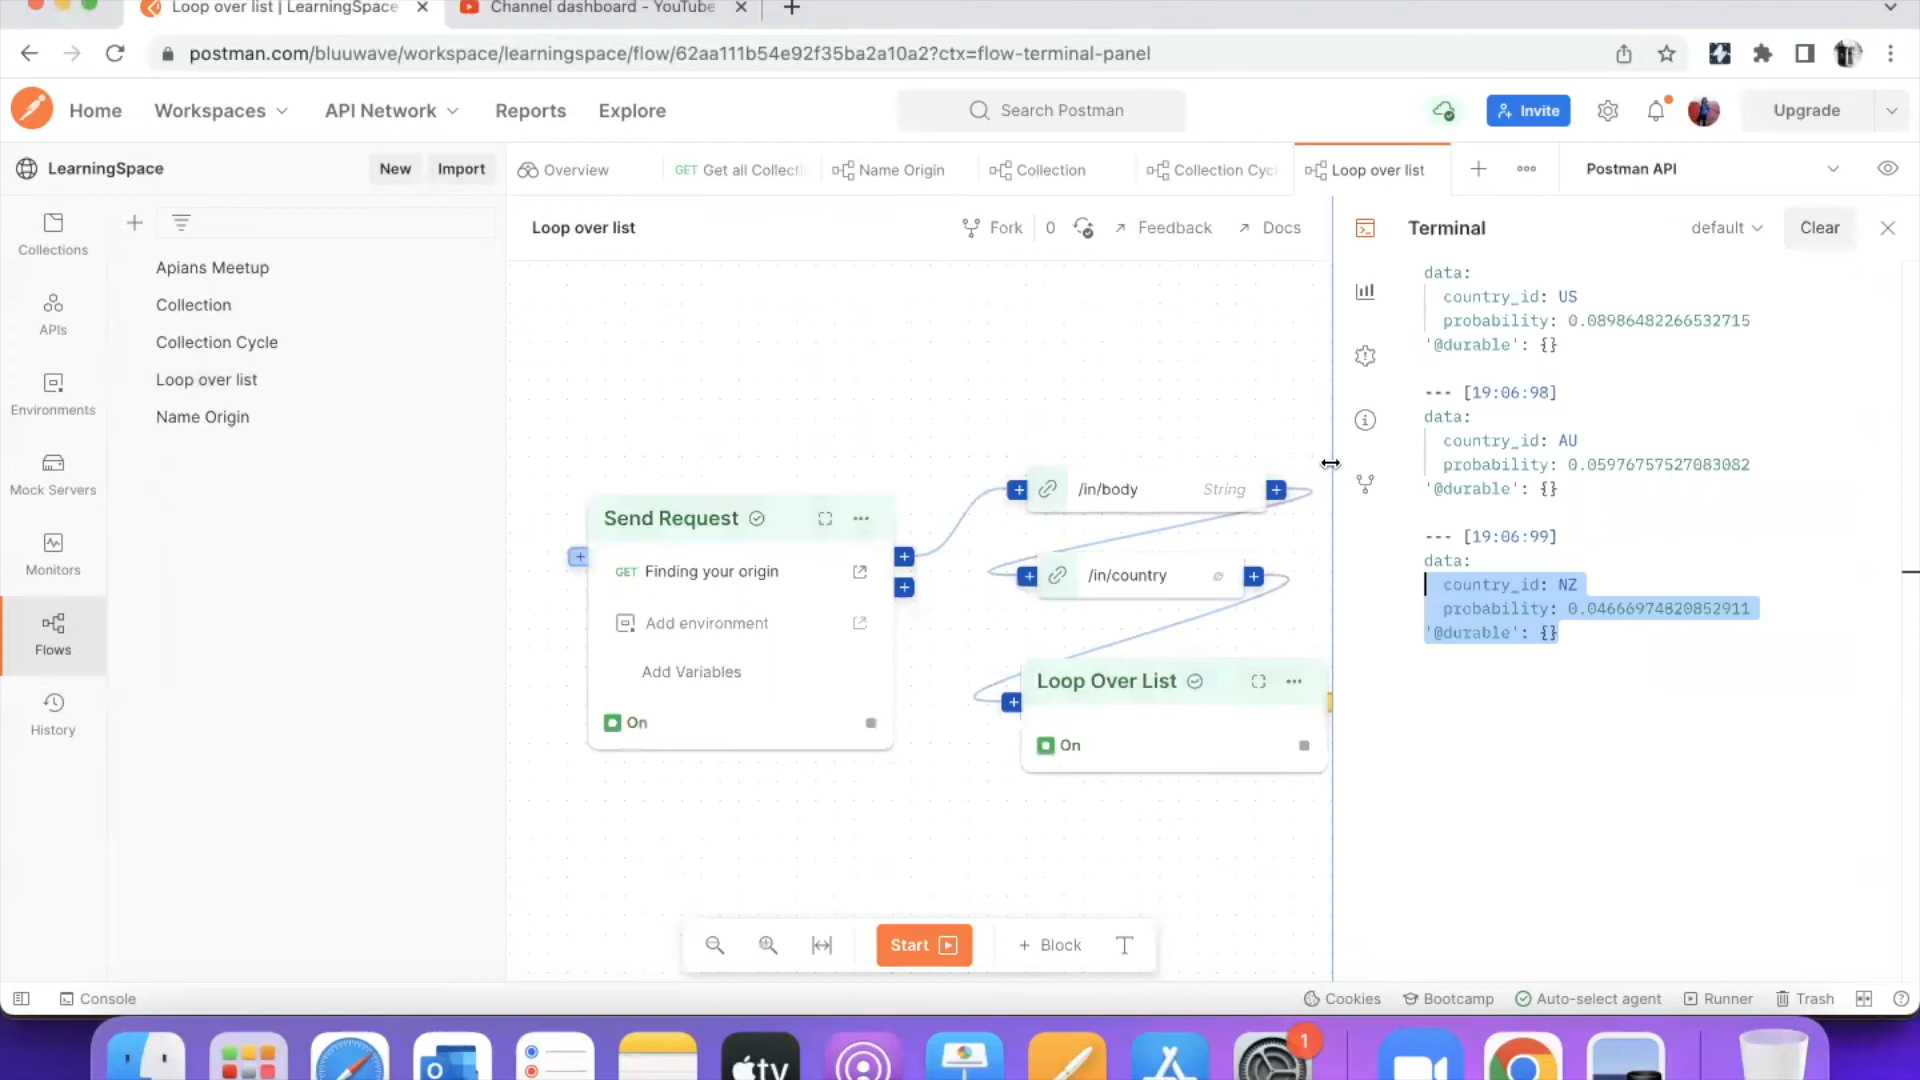 Loop over list | LearningSpace
Channel dashboard - YouTube
postman.com/bluuwave/workspace/learningspace/flow/62aa111b54e92f35ba2a10a2?ctx=flow-terminal-panel
Home
Workspaces
API Network
Reports
Explore
Search Postman
Invite
Upgrade
LearningSpace
New
Import
Overview
GET Get all Collecti
Name Origin
Collection
Collection Cycl
Loop over list
Postman API
Collections
APIs
Environments
Mock Servers
Monitors
Flows
History
Apians Meetup
Collection
Collection Cycle
Loop over list
Name Origin
Loop over list
Fork
0
Feedback
Docs
Terminal
default
Clear
Send Request
GET Finding your origin
Add environment
Add Variables
On
/in/body
String
/in/country
Loop Over List
On
data:
country_id: US
probability: 0.08986482266532715
'@durable': {}
--- [19:06:98]
data:
country_id: AU
probability: 0.05976757527083082
'@durable': {}
--- [19:06:99]
data:
country_id: NZ
probability: 0.04666974820852911
'@durable': {}
Start
+ Block
T
Console
Cookies
Bootcamp
Auto-select agent
Runner
Trash
tv
1